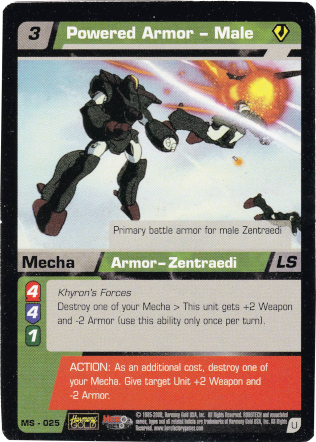 3 Powered Armor - Male
Primary battle armor for male Zentraedi
Mecha Armor-Zentraedi LS
4
4
1
Khyron's Forces
Destroy one of your Mecha > This unit gets +2 Weapon
and -2 Armor (use this ability only once per turn).
ACTION: As an additional cost, destroy one of
your Mecha. Give target Unit +2 Weapon and
-2 Armor.
MS - 025
Harmony
GOLD
U